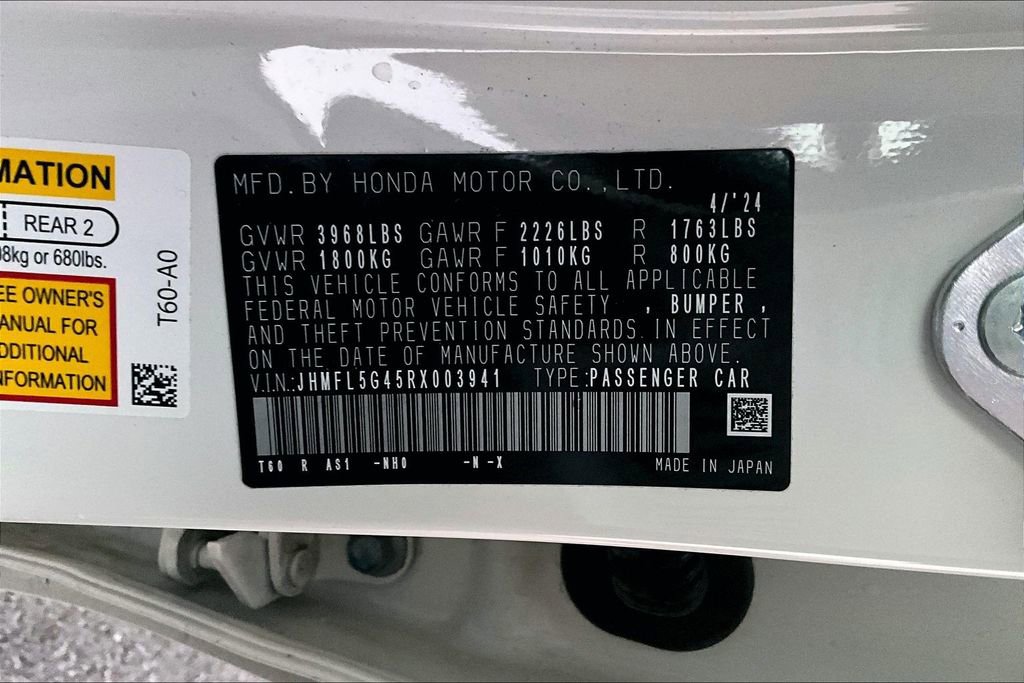 MATION
REAR 2
8kg or 680lbs.
EE OWNER'S
ANUAL FOR
DDITIONAL
NFORMATION
T60-A0
MFD.BY HONDA MOTOR CO.,LTD.
4/'24
GVWR 3968LBS GAWR F 2226LBS R 1763LBS
GVWR 1800KG GAWR F 1010KG R 800KG
THIS VEHICLE CONFORMS TO ALL APPLICABLE
FEDERAL MOTOR VEHICLE SAFETY , BUMPER ,
AND THEFT PREVENTION STANDARDS IN EFFECT
ON THE DATE OF MANUFACTURE SHOWN ABOVE.
V.I.N:JHMFL5G45RX003941 TYPE:PASSENGER CAR
T60 R AS1 -NH0 -N -X MADE IN JAPAN